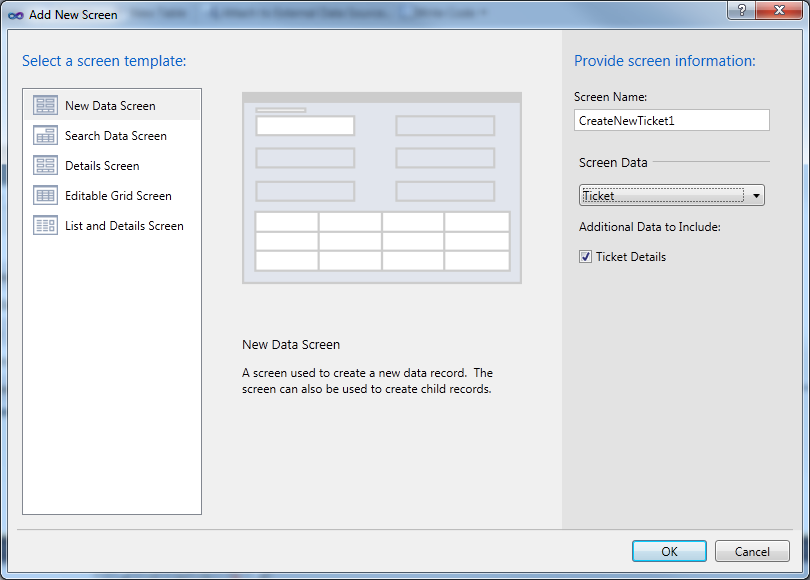 Add New Screen
Select a screen template:
New Data Screen
Search Data Screen
Details Screen
Editable Grid Screen
List and Details Screen
New Data Screen
A screen used to create a new data record. The
screen can also be used to create child records.
Provide screen information:
Screen Name:
CreateNewTicket1
Screen Data
Ticket
Additional Data to Include:
Ticket Details
OK
Cancel